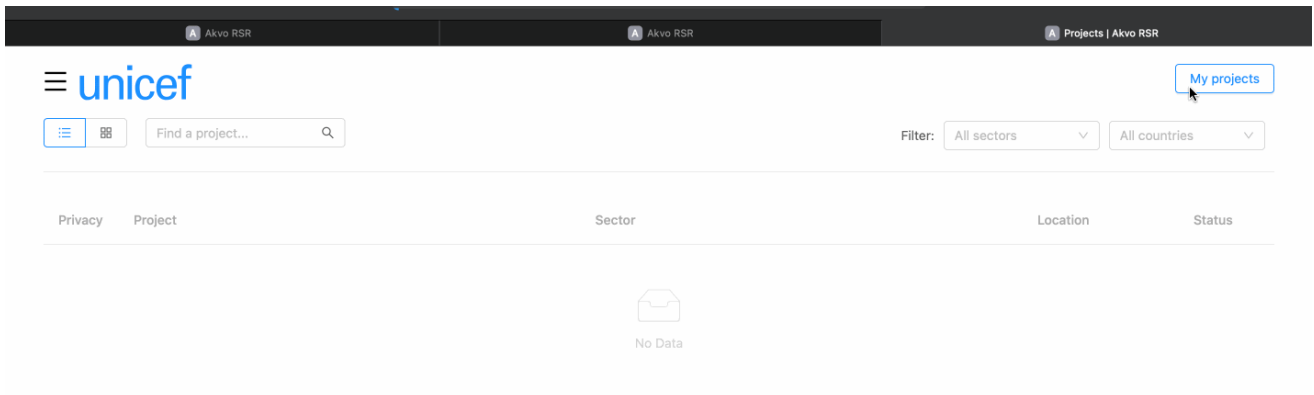 Akvo RSR
Akvo RSR
Projects | Akvo RSR
unicef
My projects
Find a project...
Filter:
All sectors
All countries
Privacy
Project
Sector
Location
Status
No Data